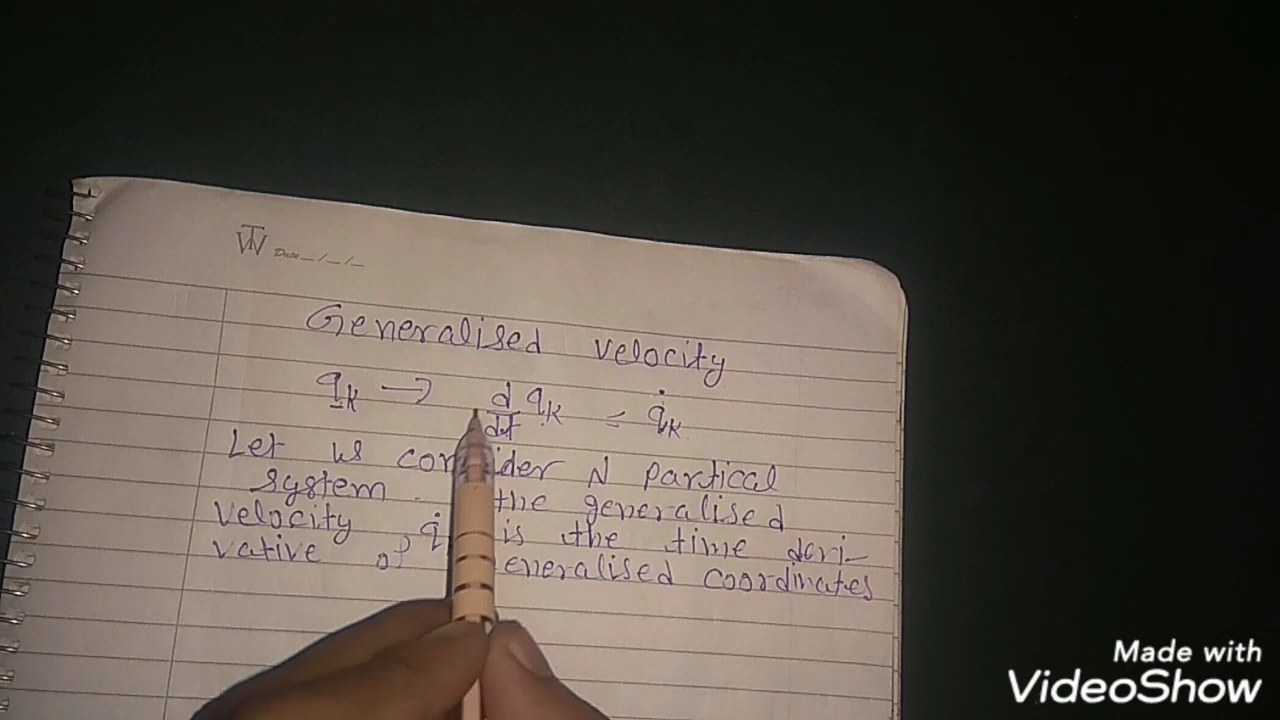 TW Date _/_/_
Generalised velocity
qk → d/dt qk = q̇k
Let us consider N partical
system. the generalised
velocity, q̇ is the time deri-
vative of eneralised coordinates
Made with
VideoShow